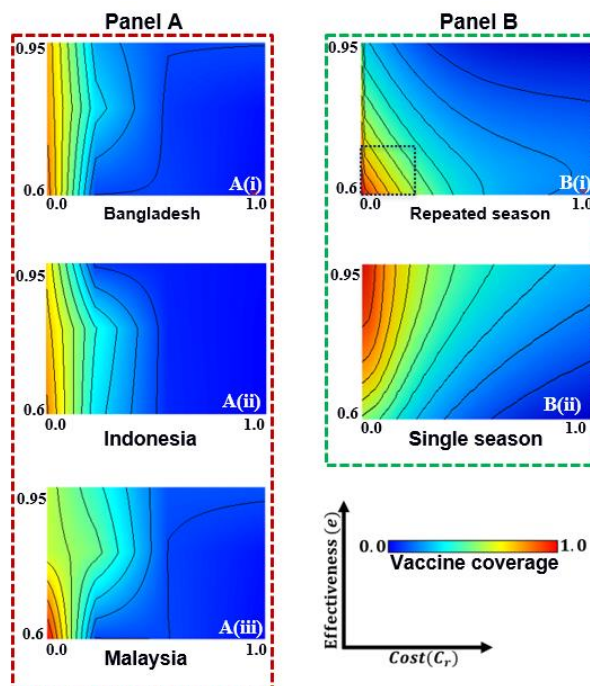 Panel A
0.95
A(i)
0.6
0.0
1.0
Bangladesh
0.95
A(ii)
0.6
0.0
1.0
Indonesia
0.95
A(iii)
0.6
0.0
1.0
Malaysia
Panel B
0.95
B(i)
0.6
0.0
1.0
Repeated season
0.95
B(ii)
0.6
0.0
1.0
Single season
Effectiveness (e)
0.0 1.0
Vaccine coverage
Cost(C_r)